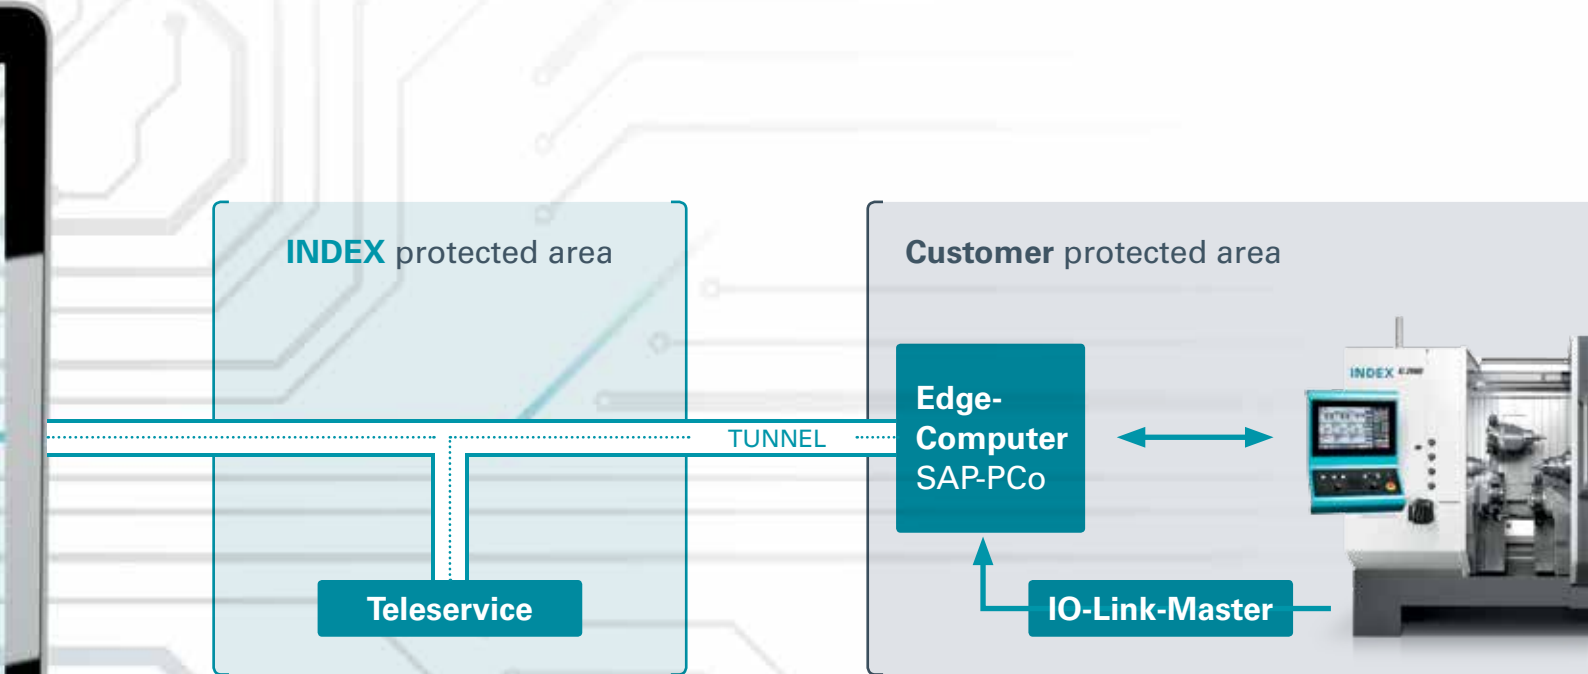 INDEX protected area
Customer protected area
Edge-
Computer
SAP-PCo
TUNNEL
INDEX
Teleservice
IO-Link-Master